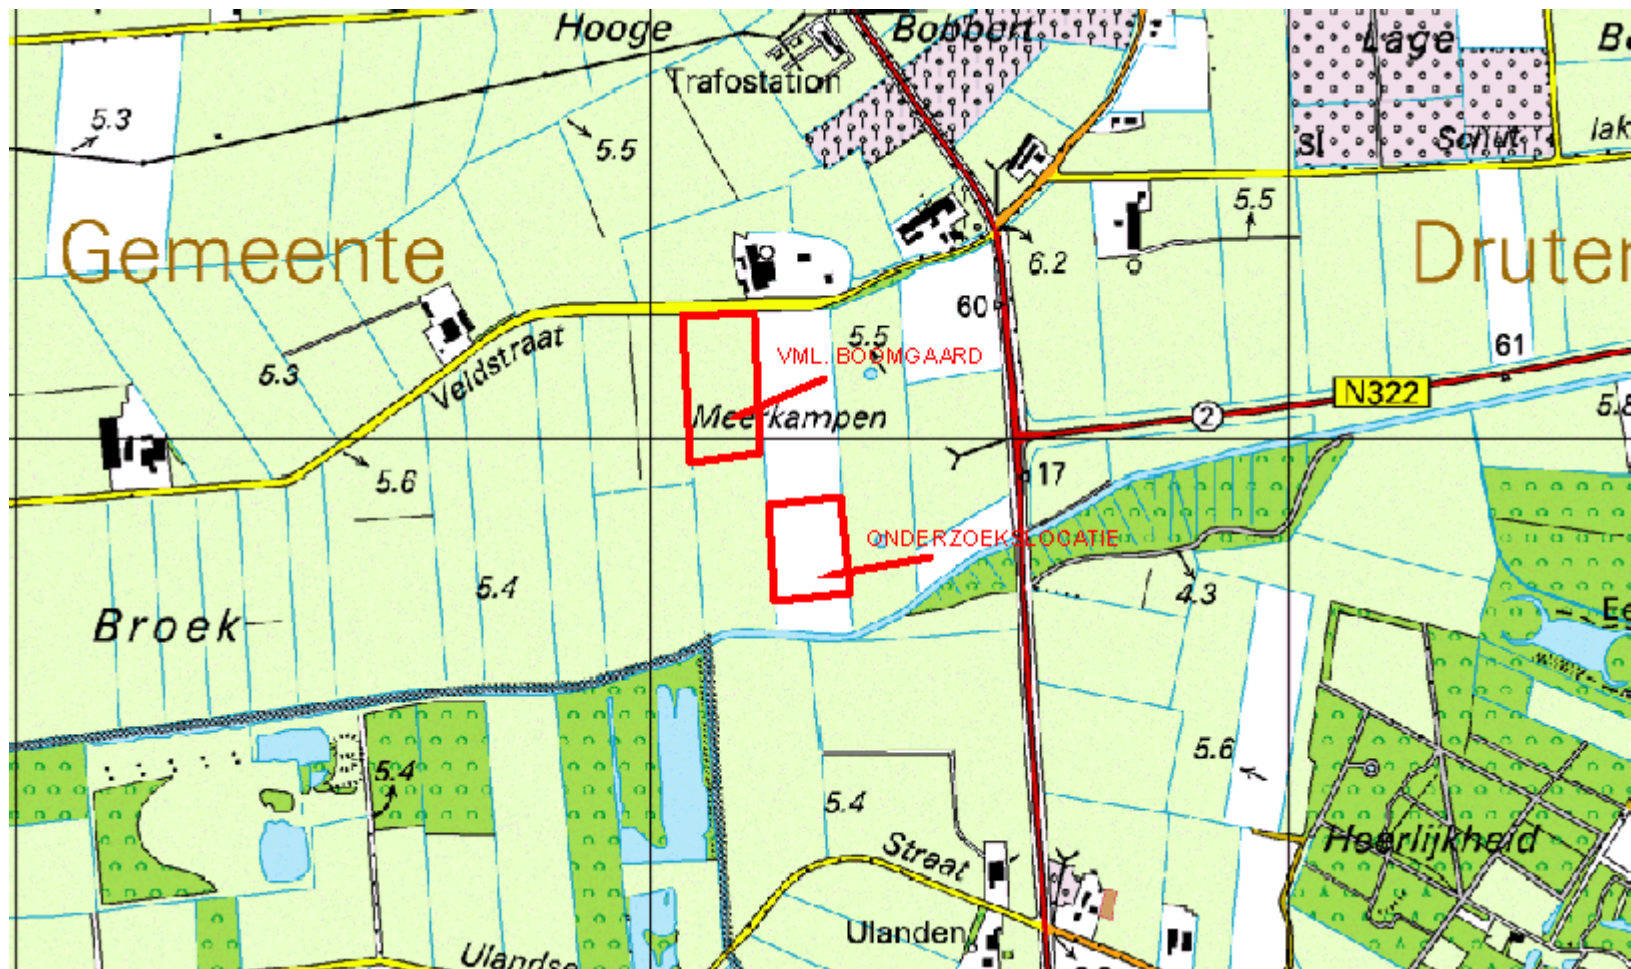 Hooge
Bobbert
Lage
Trafostation
5.3
5.5
Schut
5.5
Gemeente
6.2
60
Veldstraat
5.3
5.5
VML. BOOMGAARD
61
N322
2
Meerkampen
5.6
17
ONDERZOEKSLOCATIE
5.4
4.3
Broek
5.6
5.4
5.4
Heerlijkheid
Straat
Ulanden